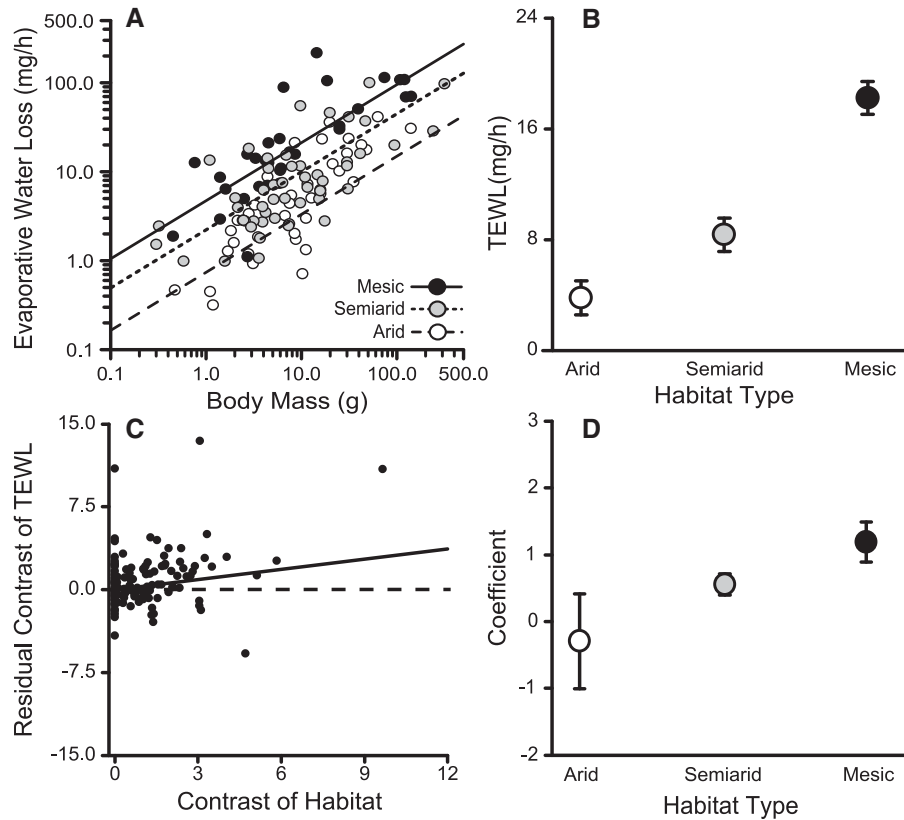 A
Evaporative Water Loss (mg/h)
500.0
100.0
10.0
1.0
0.1
Mesic
Semiarid
Arid
0.1
1.0
10.0
100.0
500.0
Body Mass (g)
B
TEWL(mg/h)
24
16
8
0
Arid
Semiarid
Mesic
Habitat Type
C
Residual Contrast of TEWL
15.0
7.5
0.0
-7.5
-15.0
0
3
6
9
12
Contrast of Habitat
D
Coefficient
3
2
1
0
-1
-2
Arid
Semiarid
Mesic
Habitat Type